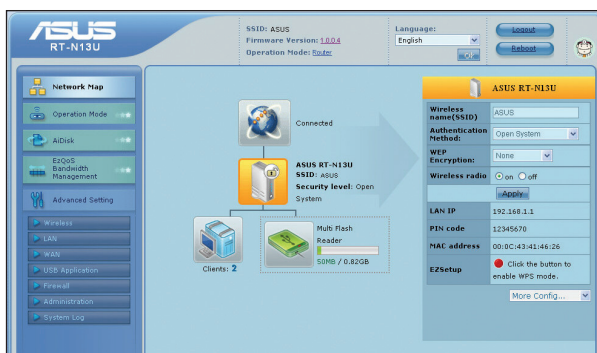 ASUS
RT-N13U
SSID: ASUS
Firmware Version: 1.0.0.4
Operation Mode: Router
Language:
English
Logout
Reboot
Network Map
Operation Mode
AiDisk
EzQoS
Bandwidth
Management
Advanced Setting
Wireless
LAN
WAN
USB Application
Firewall
Administration
System Log
Connected
ASUS RT-N13U
SSID: ASUS
Security level: Open
System
Clients: 2
Multi Flash
Reader
50MB / 0.82GB
ASUS RT-N13U
Wireless
name(SSID)
ASUS
Authentication
Method:
Open System
WEP
Encryption:
None
Wireless radio
on off
Apply
LAN IP
192.168.1.1
PIN code
12345670
MAC address
00:0C:43:41:46:26
EZSetup
Click the button to
enable WPS mode.
More Config...